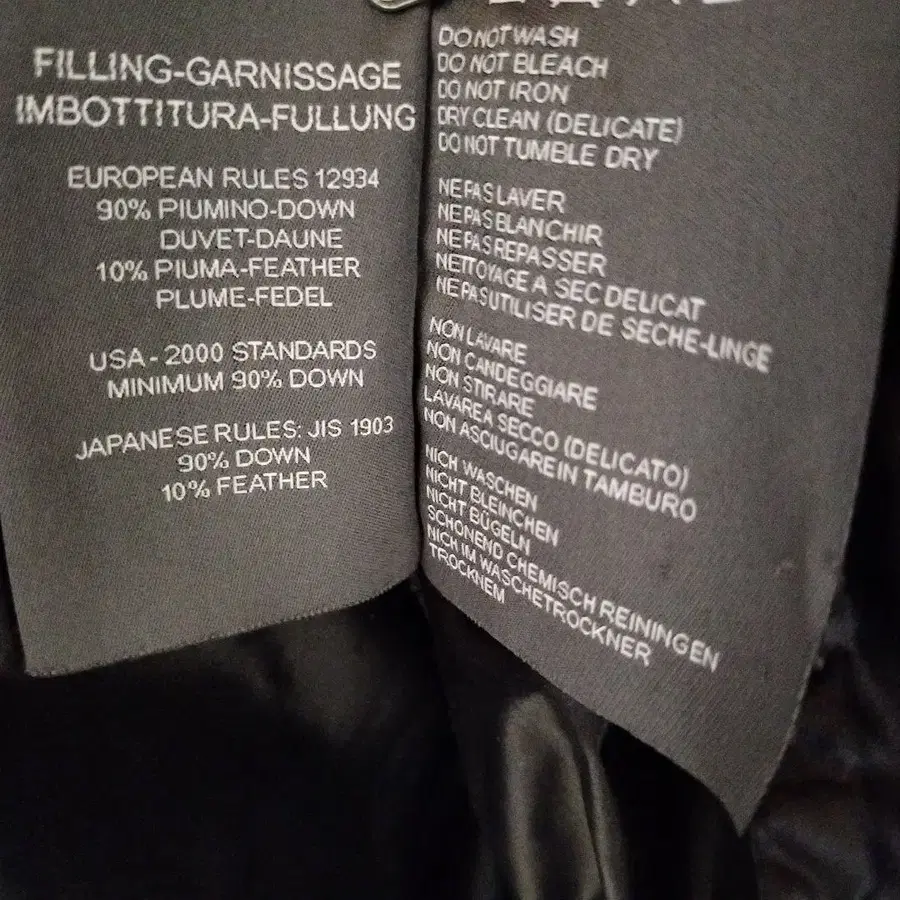 FILLING-GARNISSAGE
IMBOTTITURA-FULLUNG
EUROPEAN RULES 12934
90% PIUMINO-DOWN
DUVET-DAUNE
10% PIUMA-FEATHER
PLUME-FEDEL
USA - 2000 STANDARDS
MINIMUM 90% DOWN
JAPANESE RULES: JIS 1903
90% DOWN
10% FEATHER
DO NOT WASH
DO NOT BLEACH
DO NOT IRON
DRY CLEAN (DELICATE)
DO NOT TUMBLE DRY
NE PAS LAVER
NE PAS BLANCHIR
NE PAS REPASSER
NETTOYAGE A SEC DELICAT
NE PAS UTILISER DE SECHE-LINGE
NON LAVARE
NON CANDEGGIARE
NON STIRARE
LAVARE A SECCO (DELICATO)
NON ASCIUGARE IN TAMBURO
NICH WASCHEN
NICHT BLEINCHEN
NICHT BÜGELN
SCHONEND CHEMISCH REININGEN
NICH IM WASCHETROCKNER
TROCKNEM